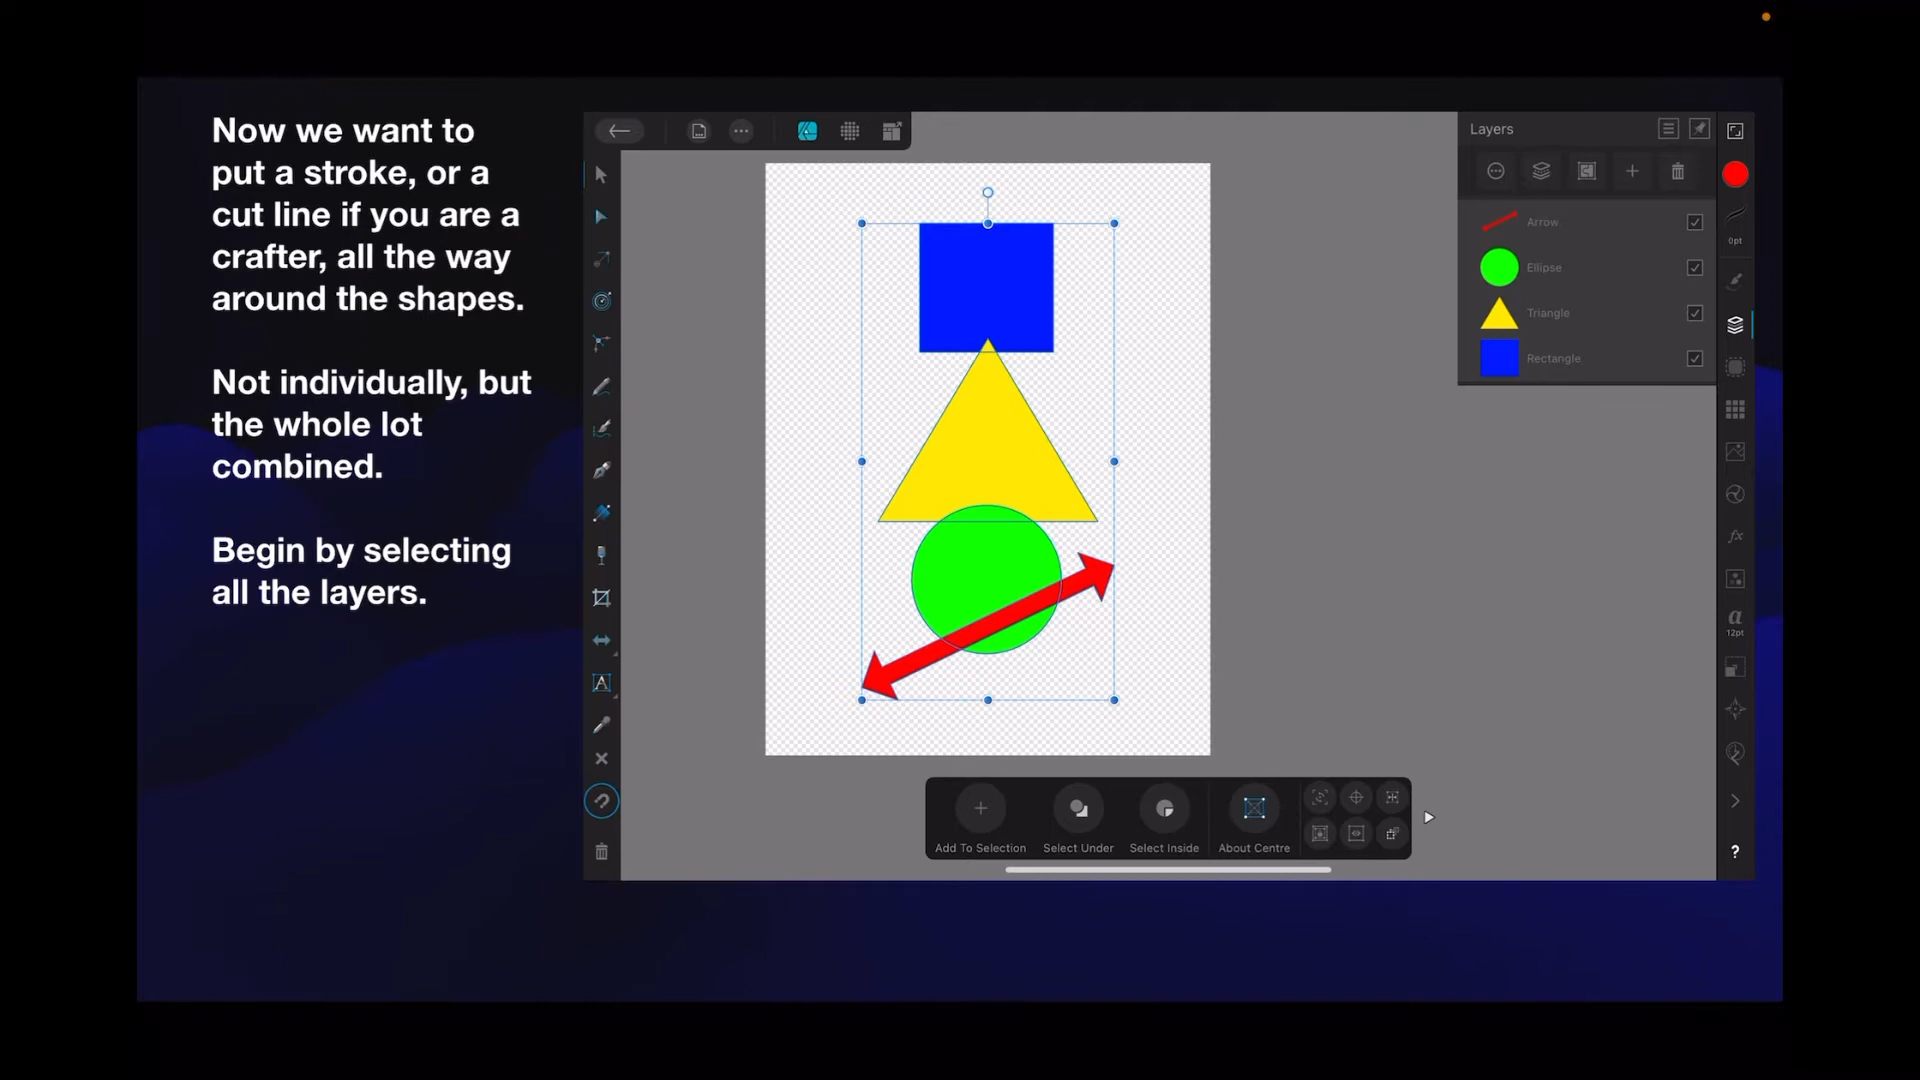 Now we want to
put a stroke, or a
cut line if you are a
crafter, all the way
around the shapes.
Not individually, but
the whole lot
combined.
Begin by selecting
all the layers.
Layers
Arrow
Ellipse
Triangle
Rectangle
0pt
fx
a
12pt
?
A
Add To Selection
Select Under
Select Inside
About Centre